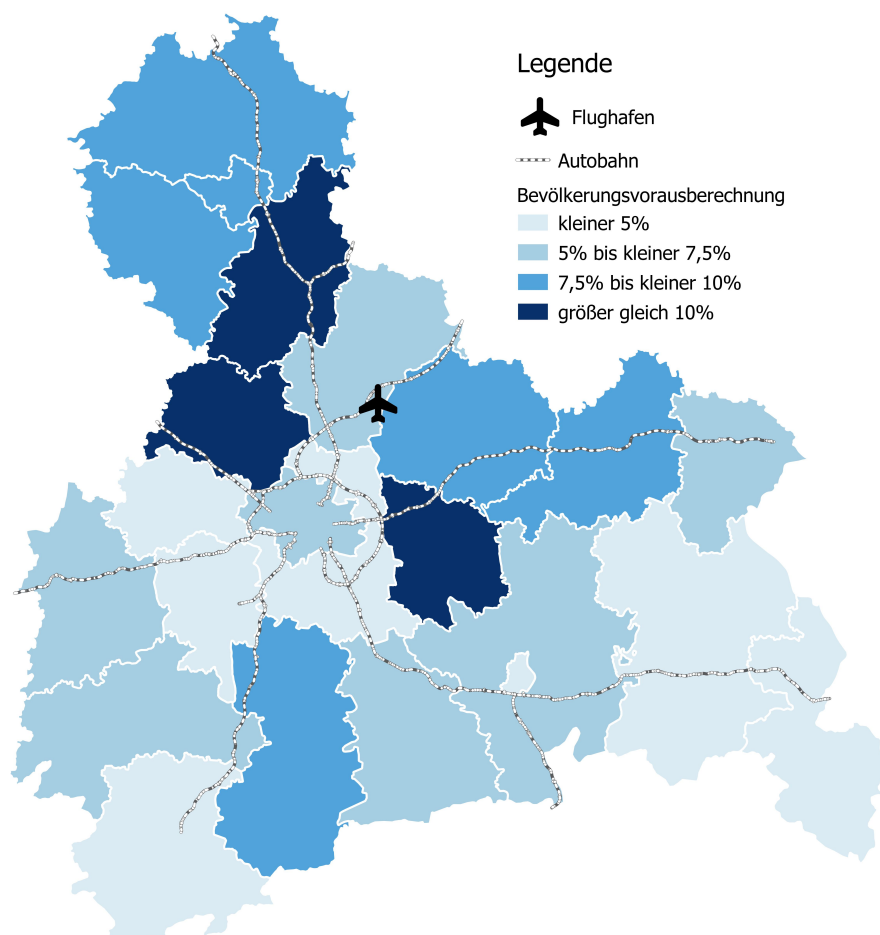 Legende
Flughafen
Autobahn
Bevölkerungsvorausberechnung
kleiner 5%
5% bis kleiner 7,5%
7,5% bis kleiner 10%
größer gleich 10%